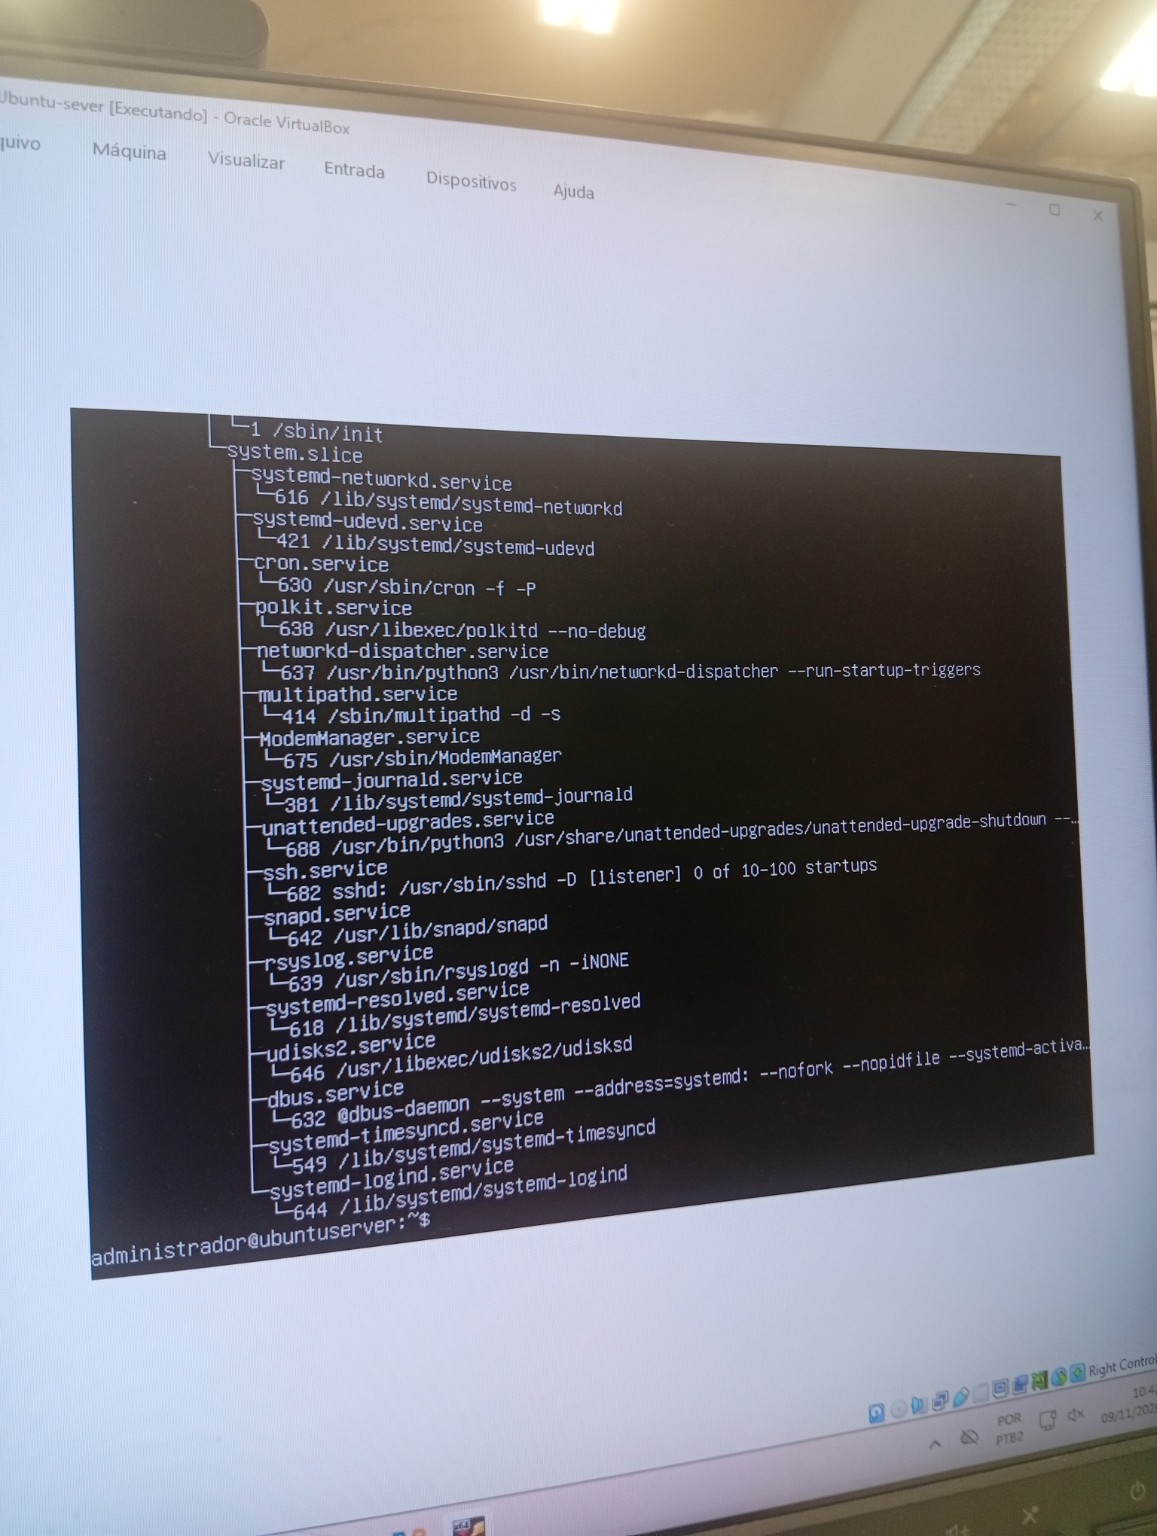 Ubuntu-sever [Executando] - Oracle VirtualBox
quivo Máquina Visualizar Entrada Dispositivos Ajuda
└─1 /sbin/init
└─system.slice
├─systemd-networkd.service
└─616 /lib/systemd/systemd-networkd
├─systemd-udevd.service
└─421 /lib/systemd/systemd-udevd
├─cron.service
└─630 /usr/sbin/cron -f -P
├─polkit.service
└─638 /usr/libexec/polkitd --no-debug
├─networkd-dispatcher.service
└─637 /usr/bin/python3 /usr/bin/networkd-dispatcher --run-startup-triggers
├─multipathd.service
└─414 /sbin/multipathd -d -s
├─ModemManager.service
└─675 /usr/sbin/ModemManager
├─systemd-journald.service
└─381 /lib/systemd/systemd-journald
├─unattended-upgrades.service
└─688 /usr/bin/python3 /usr/share/unattended-upgrades/unattended-upgrade-shutdown --…
├─ssh.service
└─682 sshd: /usr/sbin/sshd -D [listener] 0 of 10-100 startups
├─snapd.service
└─642 /usr/lib/snapd/snapd
├─rsyslog.service
└─639 /usr/sbin/rsyslogd -n -iNONE
├─systemd-resolved.service
└─618 /lib/systemd/systemd-resolved
├─udisks2.service
└─646 /usr/libexec/udisks2/udisksd
├─dbus.service
└─632 @dbus-daemon --system --address=systemd: --nofork --nopidfile --systemd-activa…
├─systemd-timesyncd.service
└─549 /lib/systemd/systemd-timesyncd
└─systemd-logind.service
└─644 /lib/systemd/systemd-logind
administrador@ubuntuserver:~$
Right Control
POR
PTB2
10:4
09/11/202